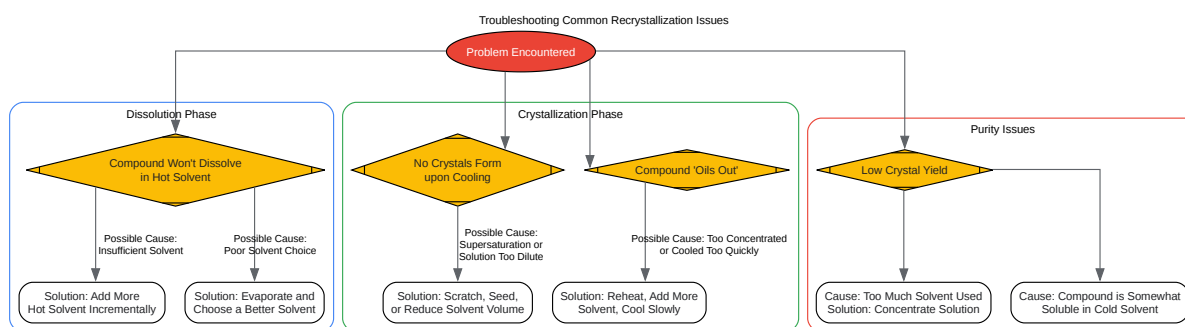 Troubleshooting Common Recrystallization Issues
Problem Encountered
Dissolution Phase
Compound Won't Dissolve
in Hot Solvent
Possible Cause:
Insufficient Solvent
Possible Cause:
Poor Solvent Choice
Solution: Add More
Hot Solvent Incrementally
Solution: Evaporate and
Choose a Better Solvent
Crystallization Phase
No Crystals Form
upon Cooling
Compound 'Oils Out'
Possible Cause:
Supersaturation or
Solution Too Dilute
Possible Cause: Too Concentrated
or Cooled Too Quickly
Solution: Scratch, Seed,
or Reduce Solvent Volume
Solution: Reheat, Add More
Solvent, Cool Slowly
Purity Issues
Low Crystal Yield
Cause: Too Much Solvent Used
Solution: Concentrate Solution
Cause: Compound is Somewhat
Soluble in Cold Solvent